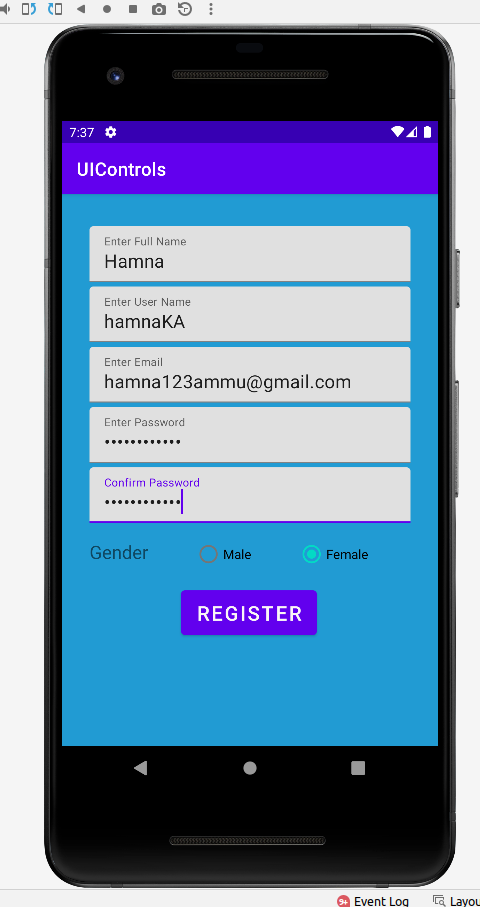 7:37
UIControls
Enter Full Name
Hamna
Enter User Name
hamnaKA
Enter Email
hamna123ammu@gmail.com
Enter Password
••••••••••••
Confirm Password
••••••••••••
Gender Male Female
REGISTER
9+ Event Log Layou